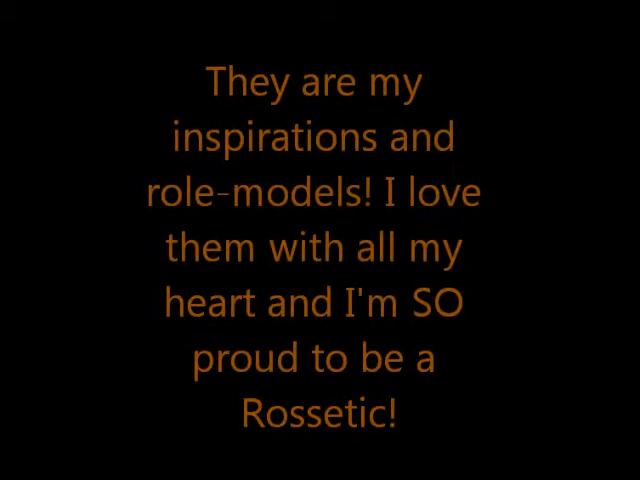 They are my
inspirations and
role-models! I love
them with all my
heart and I'm SO
proud to be a
Rossetic!